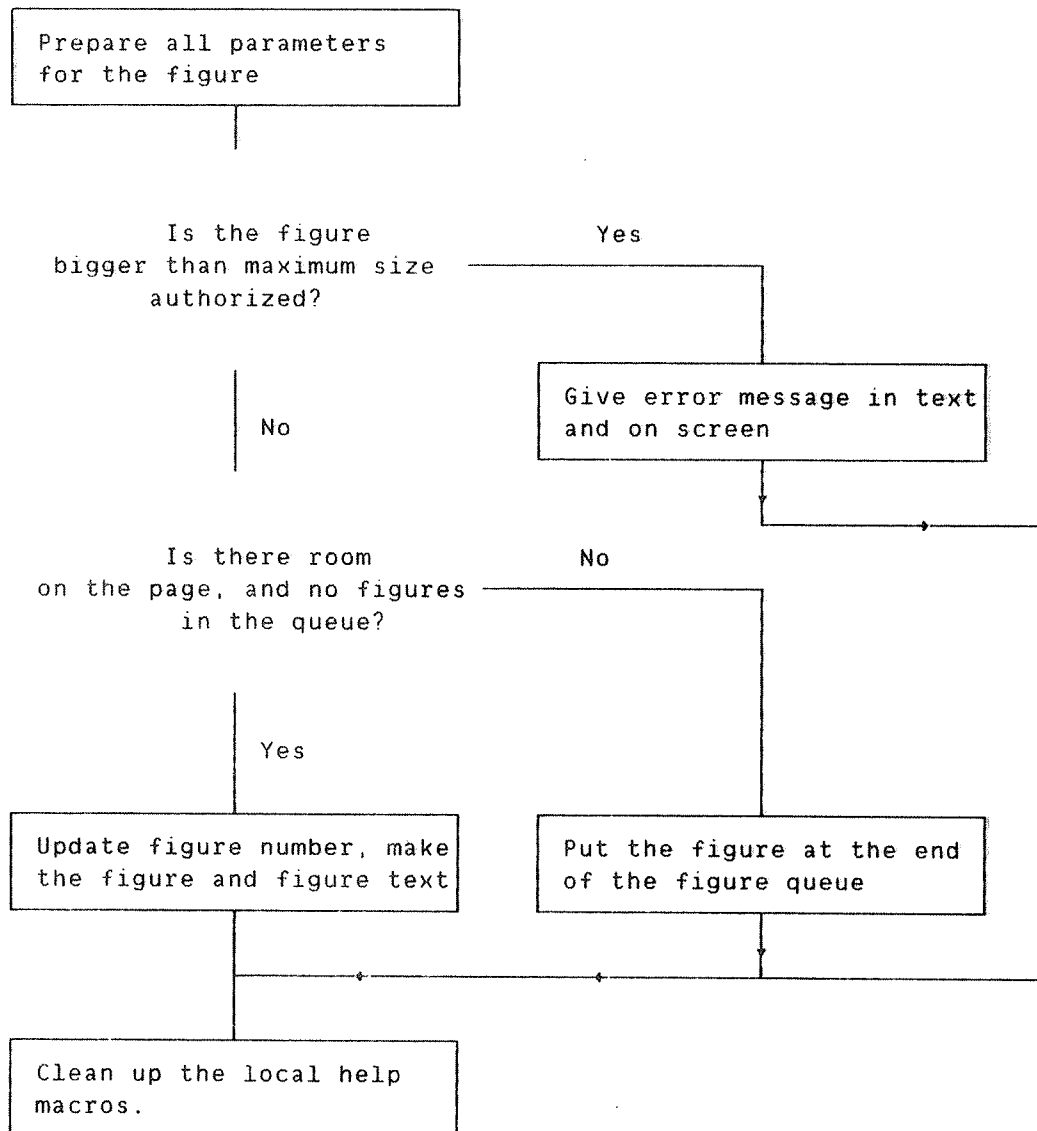 Prepare all parameters
for the figure
Is the figure
bigger than maximum size
authorized?
Yes
No
Give error message in text
and on screen
Is there room
on the page, and no figures
in the queue?
No
Yes
Update figure number, make
the figure and figure text
Put the figure at the end
of the figure queue
Clean up the local help
macros.